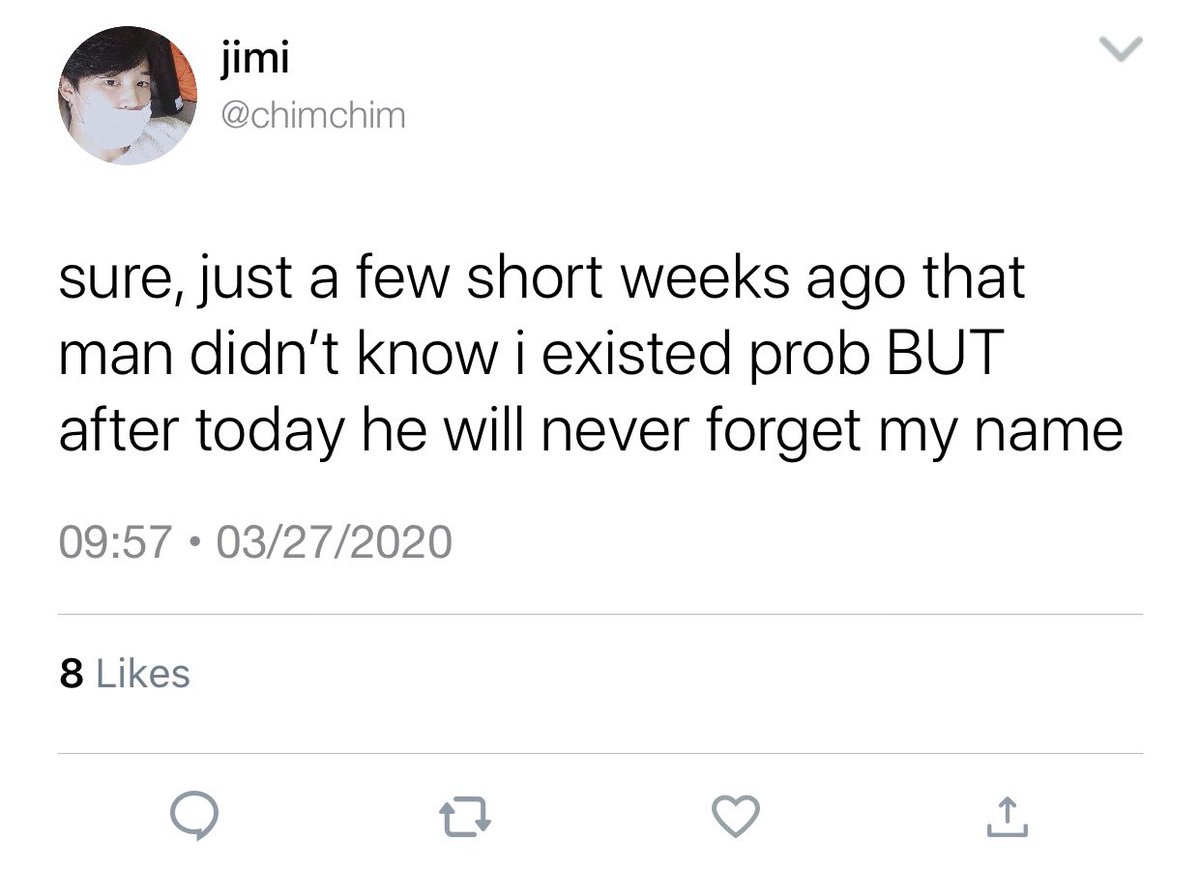 jimi
@chimchim
sure, just a few short weeks ago that
man didn’t know i existed prob BUT
after today he will never forget my name
09:57 • 03/27/2020
8 Likes